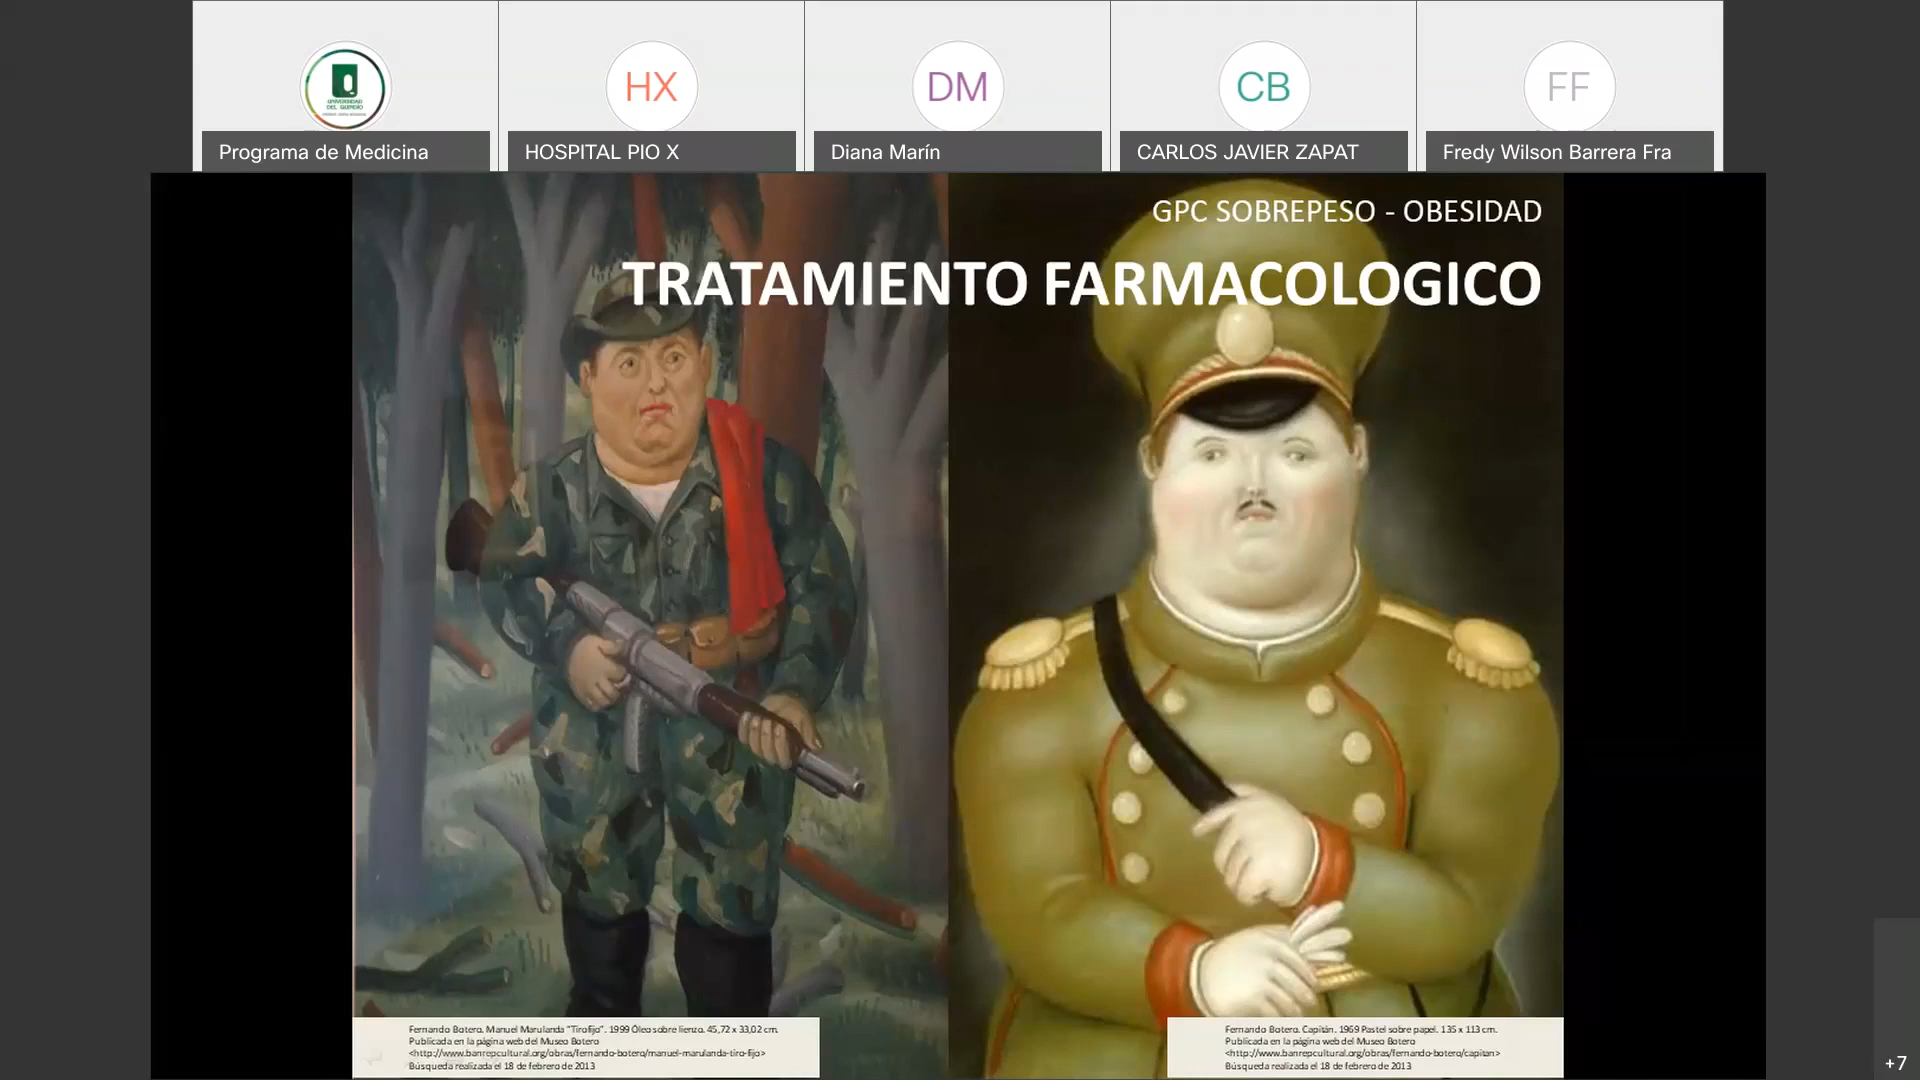 UNIVERSIDAD
DEL QUINDÍO
HX
DM
CB
FF
Programa de Medicina
HOSPITAL PIO X
Diana Marín
CARLOS JAVIER ZAPAT
Fredy Wilson Barrera Fra
GPC SOBREPESO - OBESIDAD
TRATAMIENTO FARMACOLOGICO
Fernando Botero. Manuel Marulanda "Tirofijo". 1999 Óleo sobre lienzo. 45,72 x 33,02 cm.
Publicada en la página web del Museo Botero
<http://www.banrepcultural.org/obras/fernando-botero/manuel-marulanda-tiro-fijo>
Búsqueda realizada el 18 de febrero de 2013
Fernando Botero. Capitán. 1969 Pastel sobre papel. 135 x 113 cm.
Publicada en la página web del Museo Botero
<http://www.banrepcultural.org/obras/fernando-botero/capitan>
Búsqueda realizada el 18 de febrero de 2013
+7